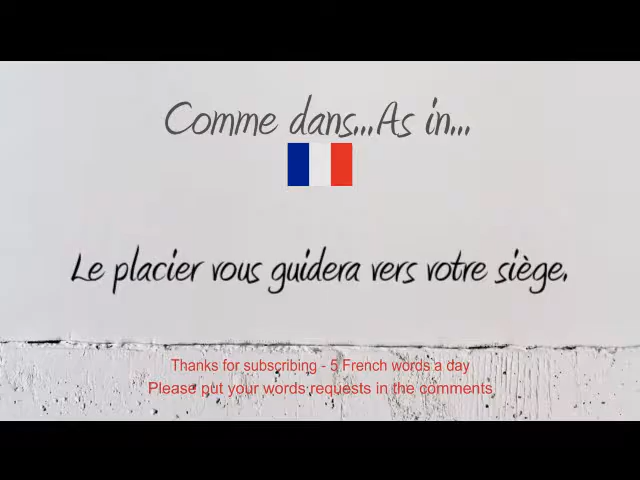 Comme dans...As in...
Le placier vous guidera vers votre siège.
Thanks for subscribing - 5 French words a day
Please put your words requests in the comments